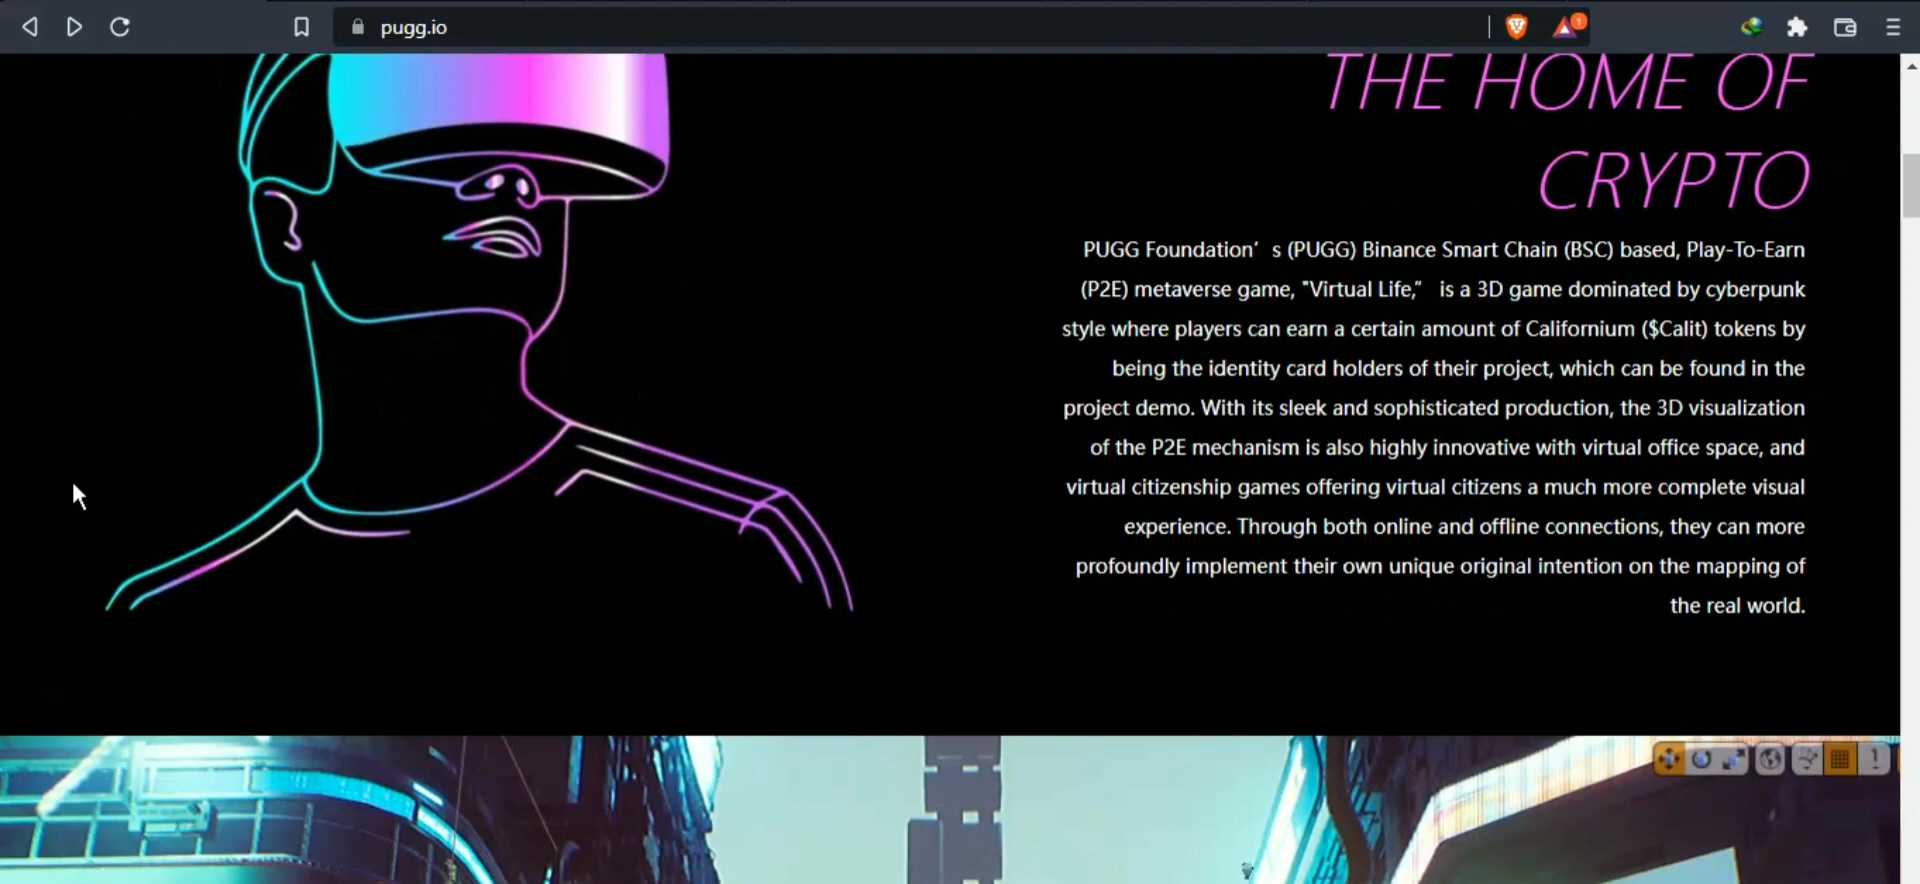 pugg.io
1
THE HOME OF
CRYPTO
PUGG Foundation’ s (PUGG) Binance Smart Chain (BSC) based, Play-To-Earn
(P2E) metaverse game, "Virtual Life,” is a 3D game dominated by cyberpunk
style where players can earn a certain amount of Californium ($Calit) tokens by
being the identity card holders of their project, which can be found in the
project demo. With its sleek and sophisticated production, the 3D visualization
of the P2E mechanism is also highly innovative with virtual office space, and
virtual citizenship games offering virtual citizens a much more complete visual
experience. Through both online and offline connections, they can more
profoundly implement their own unique original intention on the mapping of
the real world.